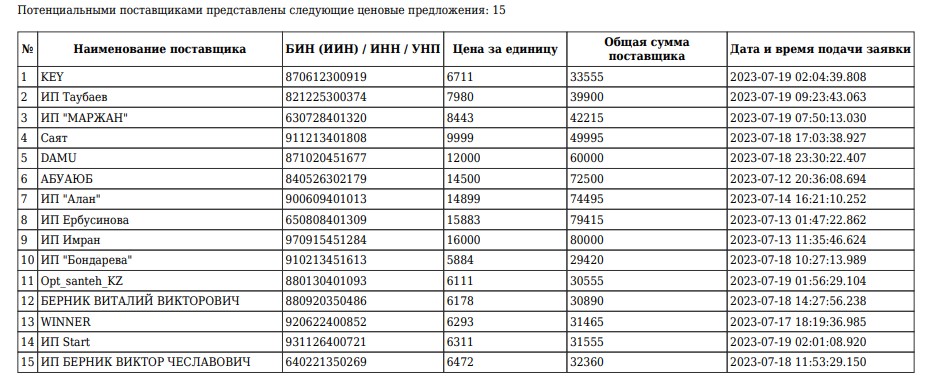 Потенциальными поставщиками представлены следующие ценовые предложения: 15
№ Наименование поставщика БИН (ИИН) / ИНН / УНП Цена за единицу Общая сумма поставщика Дата и время подачи заявки
1 KEY 870612300919 6711 33555 2023-07-19 02:04:39.808
2 ИП Таубаев 821225300374 7980 39900 2023-07-19 09:23:43.063
3 ИП "МАРЖАН" 630728401320 8443 42215 2023-07-19 07:50:13.030
4 Саят 911213401808 9999 49995 2023-07-18 17:03:38.927
5 DAMU 871020451677 12000 60000 2023-07-18 23:30:22.407
6 АБУАЮБ 840526302179 14500 72500 2023-07-12 20:36:08.694
7 ИП "Алан" 900609401013 14899 74495 2023-07-14 16:21:10.252
8 ИП Ербусинова 650808401309 15883 79415 2023-07-13 01:47:22.862
9 ИП Имран 970915451284 16000 80000 2023-07-13 11:35:46.624
10 ИП "Бондарева" 910213451613 5884 29420 2023-07-18 10:27:13.989
11 Opt_santeh_KZ 880130401093 6111 30555 2023-07-19 01:56:29.104
12 БЕРНИК ВИТАЛИЙ ВИКТОРОВИЧ 880920350486 6178 30890 2023-07-18 14:27:56.238
13 WINNER 920622400852 6293 31465 2023-07-17 18:19:36.985
14 ИП Start 931126400721 6311 31555 2023-07-19 02:01:08.920
15 ИП БЕРНИК ВИКТОР ЧЕСЛАВОВИЧ 640221350269 6472 32360 2023-07-18 11:53:29.150